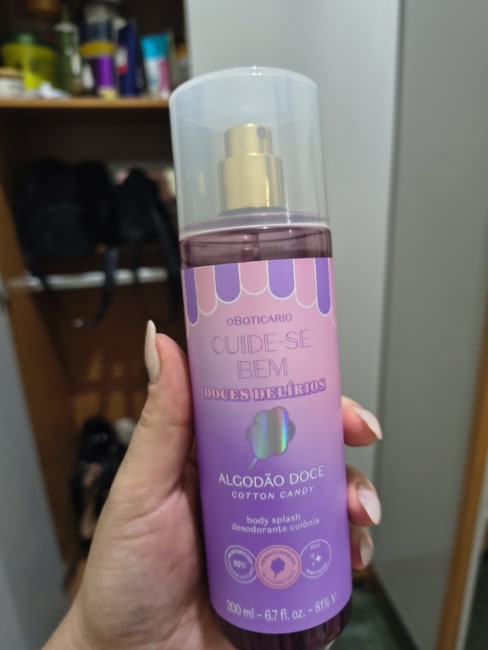 oBOTICÁRIO
CUIDE-SE
BEM
DOCES DELÍRIOS
ALGODÃO DOCE
COTTON CANDY
body splash
desodorante colônia
90%
200 ml - 6.7 fl. oz. - 81% V